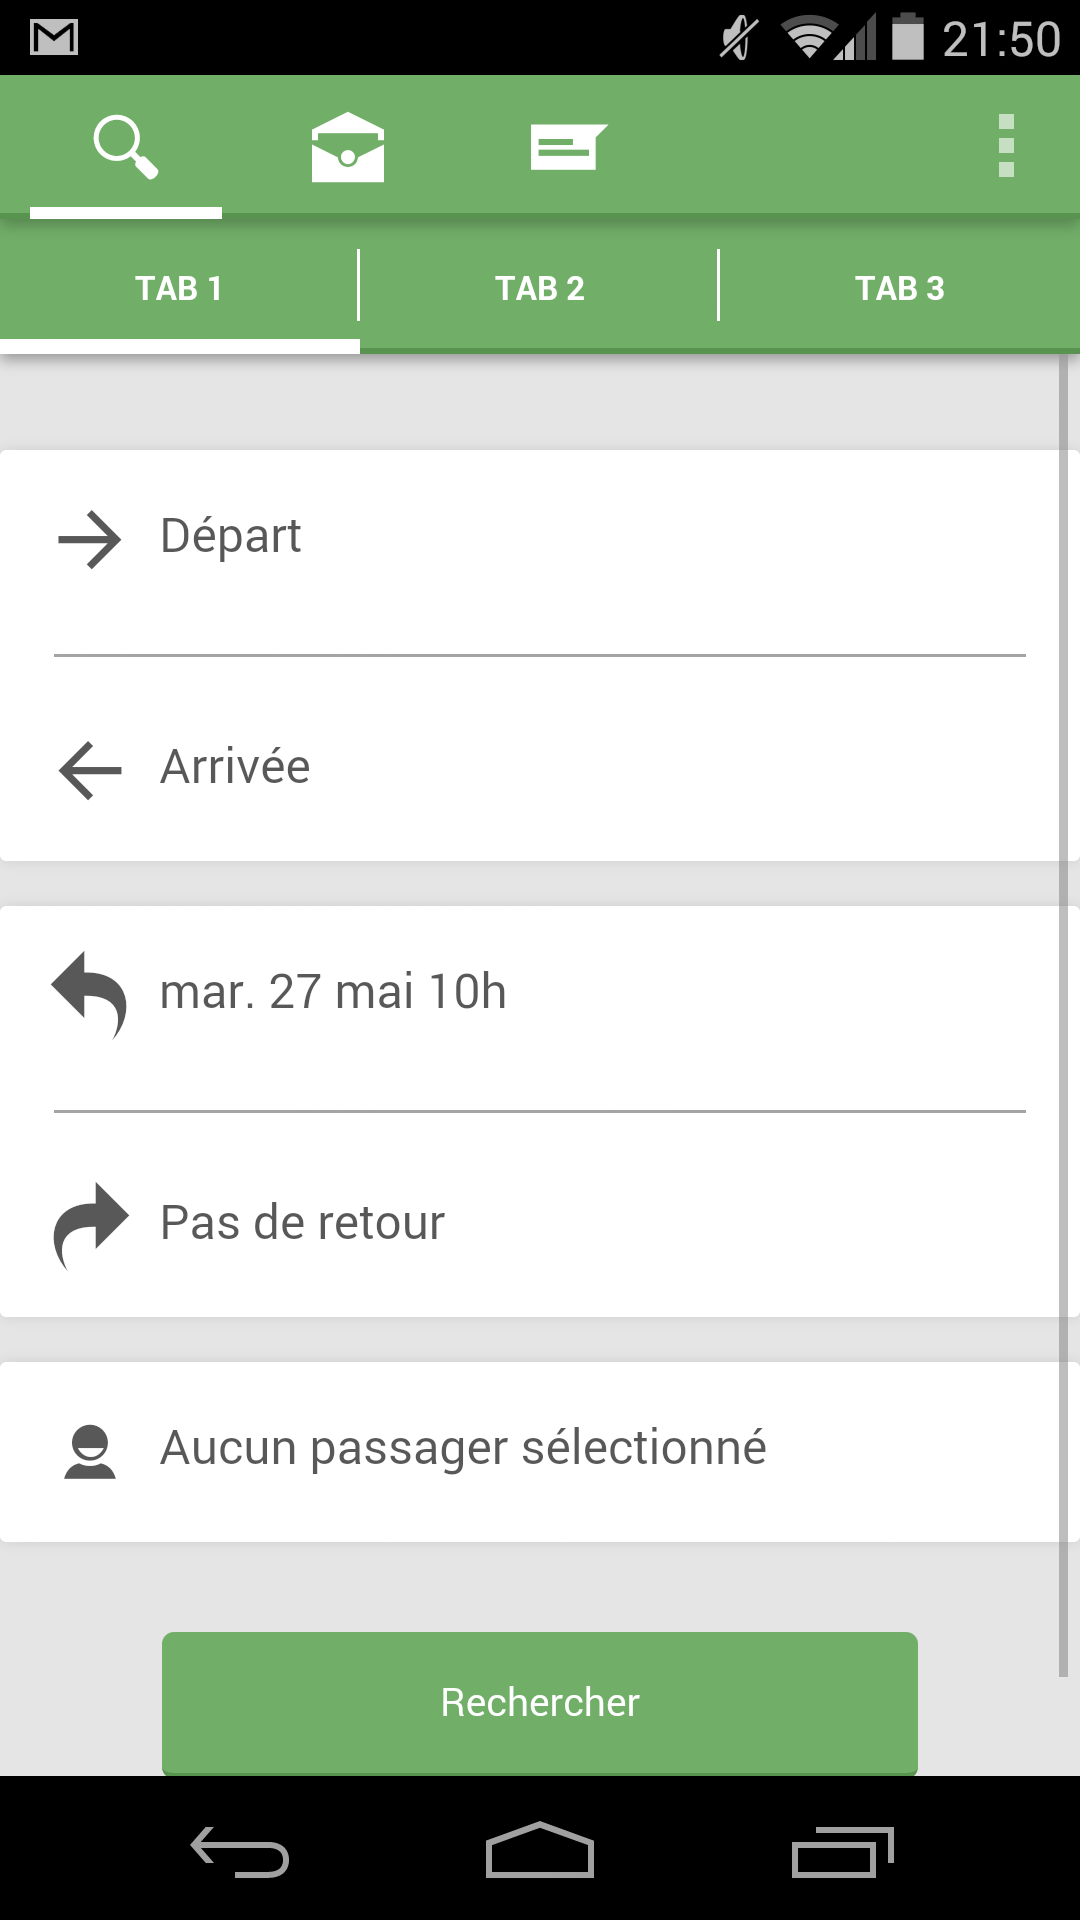 21:50
TAB 1
TAB 2
TAB 3
Départ
Arrivée
mar. 27 mai 10h
Pas de retour
Aucun passager sélectionné
Rechercher